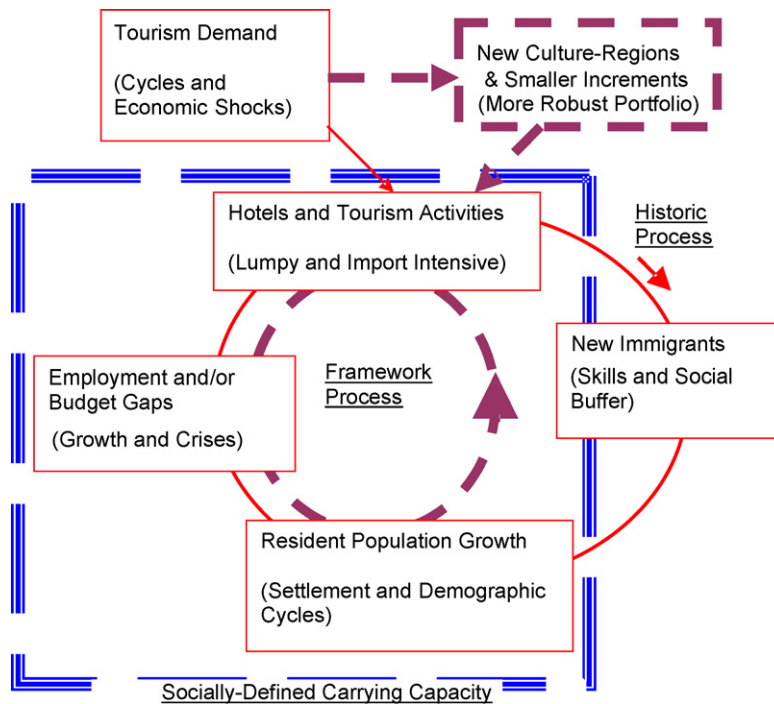 Tourism Demand
(Cycles and
Economic Shocks)
New Culture-Regions
& Smaller Increments
(More Robust Portfolio)
Hotels and Tourism Activities
(Lumpy and Import Intensive)
Historic
Process
New Immigrants
(Skills and Social
Buffer)
Employment and/or
Budget Gaps
(Growth and Crises)
Framework
Process
Resident Population Growth
(Settlement and Demographic
Cycles)
Socially-Defined Carrying Capacity